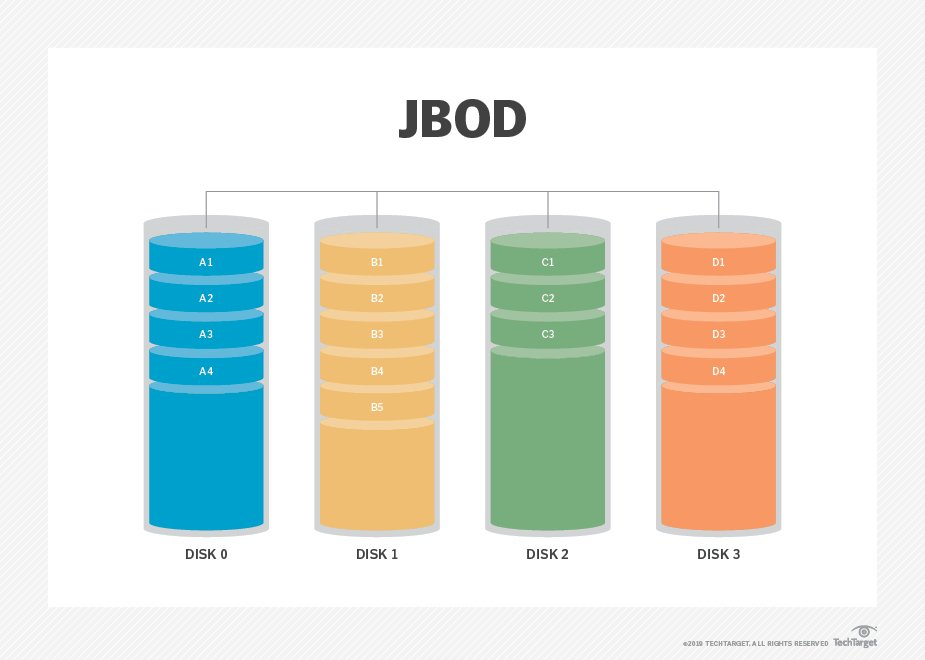 JBOD
A1 B1 C1 D1
A2 B2 C2 D2
A3 B3 C3 D3
A4 B4 D4
B5
DISK 0 DISK 1 DISK 2 DISK 3
©2019 TECHTARGET. ALL RIGHTS RESERVED TechTarget